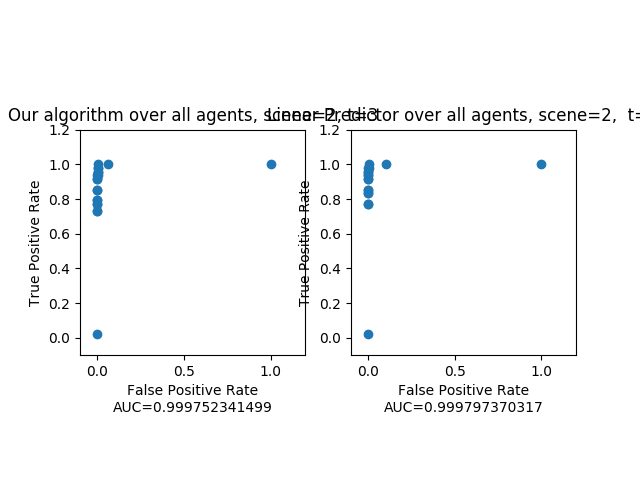 Our algorithm over all agents, scene=2, t=3
Linear Predictor over all agents, scene=2,  t=
1.2
1.0
0.8
0.6
0.4
0.2
0.0
True Positive Rate
0.0
0.5
1.0
False Positive Rate
AUC=0.999752341499
1.2
1.0
0.8
0.6
0.4
0.2
0.0
True Positive Rate
0.0
0.5
1.0
False Positive Rate
AUC=0.999797370317